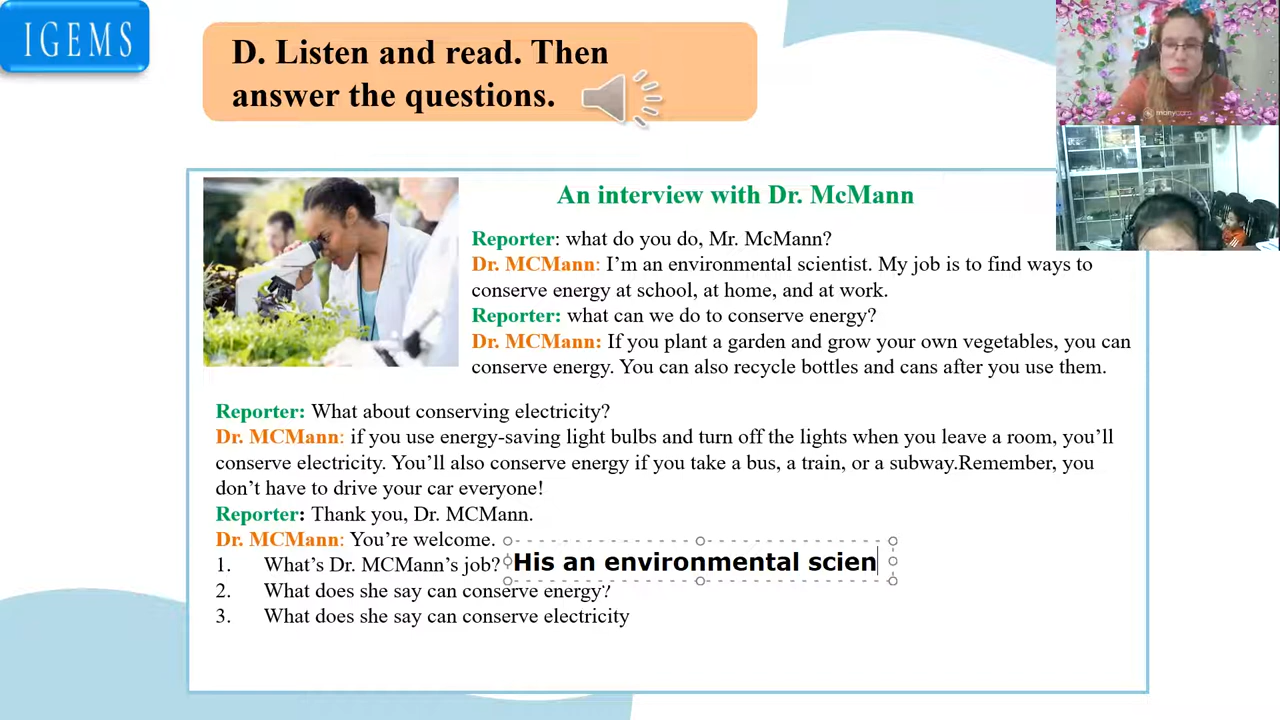 IGEMS
D. Listen and read. Then
answer the questions.
An interview with Dr. McMann
Reporter: what do you do, Mr. McMann?
Dr. MCMann: I'm an environmental scientist. My job is to find ways to
conserve energy at school, at home, and at work.
Reporter: what can we do to conserve energy?
Dr. MCMann: If you plant a garden and grow your own vegetables, you can
conserve energy. You can also recycle bottles and cans after you use them.
Reporter: What about conserving electricity?
Dr. MCMann: if you use energy-saving light bulbs and turn off the lights when you leave a room, you'll
conserve electricity. You'll also conserve energy if you take a bus, a train, or a subway.Remember, you
don't have to drive your car everyone!
Reporter: Thank you, Dr. MCMann.
Dr. MCMann: You're welcome.
1. What's Dr. MCMann's job? His an environmental scien
2. What does she say can conserve energy?
3. What does she say can conserve electricity
manycam